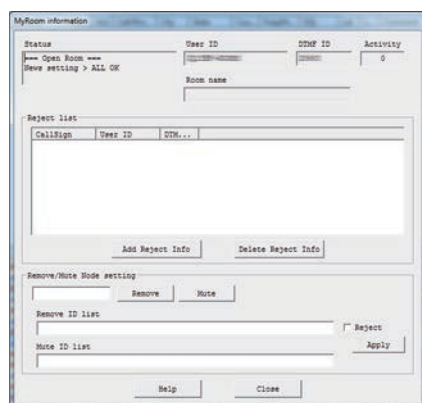 MyRoom information
Status User ID DTMF ID Activity
=== Open Room === 0
News setting > ALL OK
Room name
Reject list
CallSign User ID DTM...
Add Reject Info Delete Reject Info
Remove/Mute Node setting
Remove Mute
Remove ID list
Reject
Mute ID list Apply
Help Close